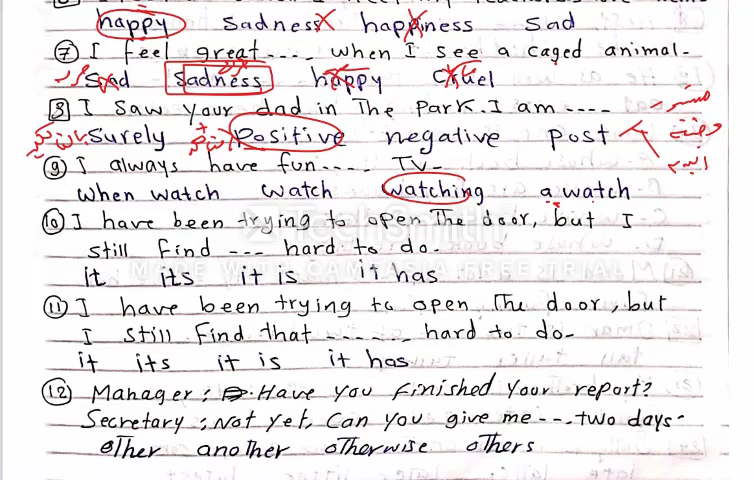 happy Sadness happiness Sad
⑦ I feel great .... when I see a caged animal.
Sad Sadness happy Cruel
8 I Saw your dad in The Park. I am ----
Surely Positive negative post
⑨ I always have fun .... TV.
When watch watch watching a watch
⑩ I have been trying to open The door, but I
still find --- hard to do.
it its it is it has
MADE WITH CAMTASIA FREE TRIAL
⑪ I have been trying to open The door, but
I still find that ------ hard to do.
it its it is it has
⑫ Manager: Have you finished your report?
Secretary: Not yet, Can you give me --- two days.
other another otherwise others